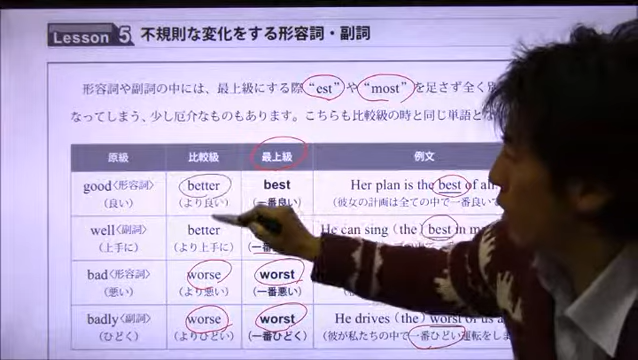 Lesson 5 不規則な変化をする形容詞・副詞
形容詞や副詞の中には、最上級にする際“est”や“most”を足さず全く
なってしまう、少し厄介なものもあります。こちらも比較級の時と同じ単語と
原級 比較級 最上級 例文
good〈形容詞〉 better best Her plan is the best of
(良い) (より良い) (一番良い) (彼女の計画は全ての中で一番良い
well〈副詞〉 better He can sing (the) best in
(上手に) (より上手に) (一番
bad〈形容詞〉 worse worst
(悪い) (より悪い) (一番悪い)
badly〈副詞〉 worse worst He drives (the) worst of us
(ひどく) (よりひどい) (一番ひどく) (彼が私たちの中で一番ひどい運転をし